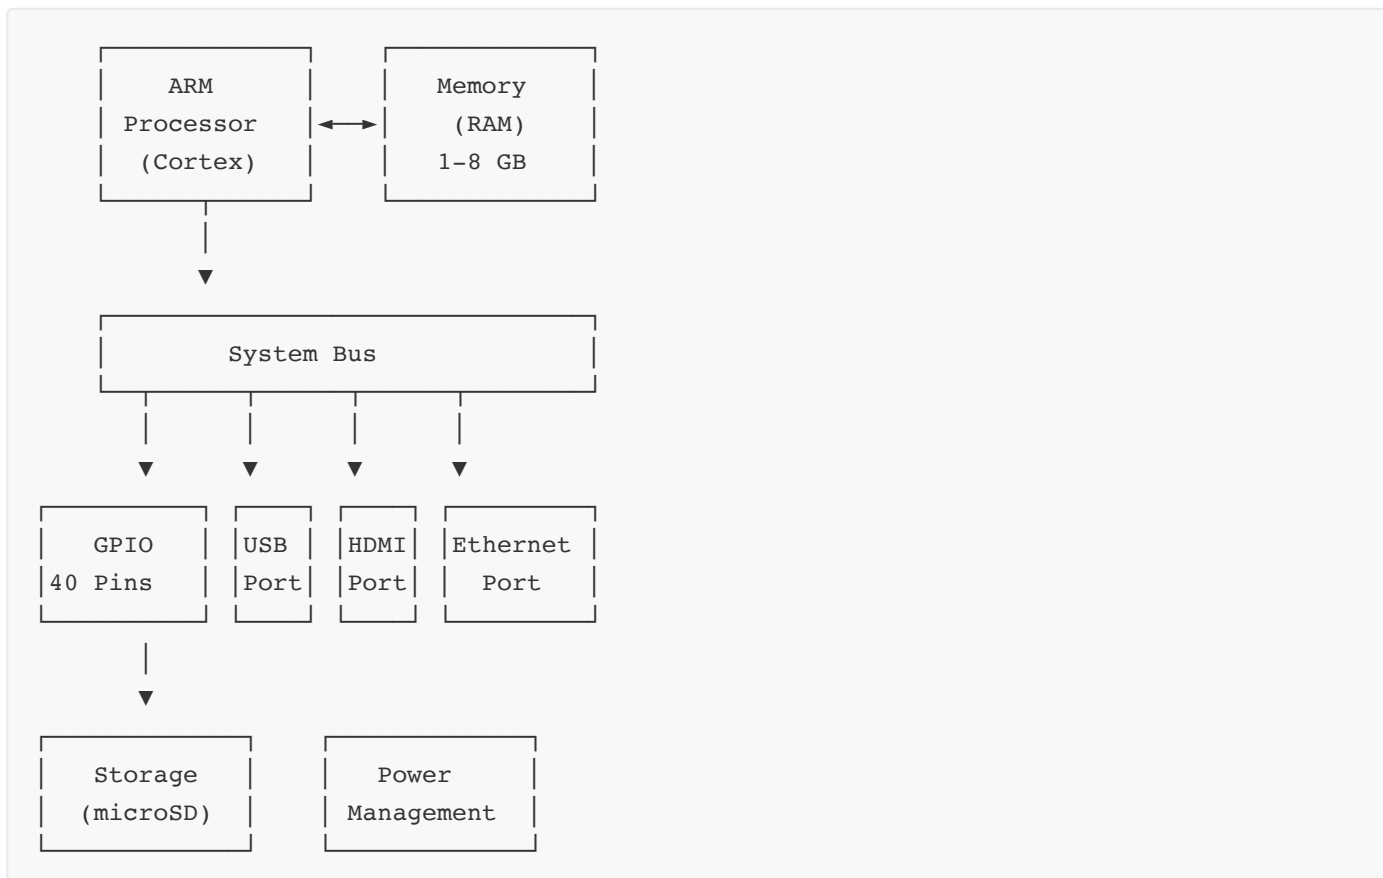 ARM Memory
Processor (RAM)
(Cortex) 1-8 GB
System Bus
GPIO USB HDMI Ethernet
40 Pins Port Port Port
Storage Power
(microSD) Management